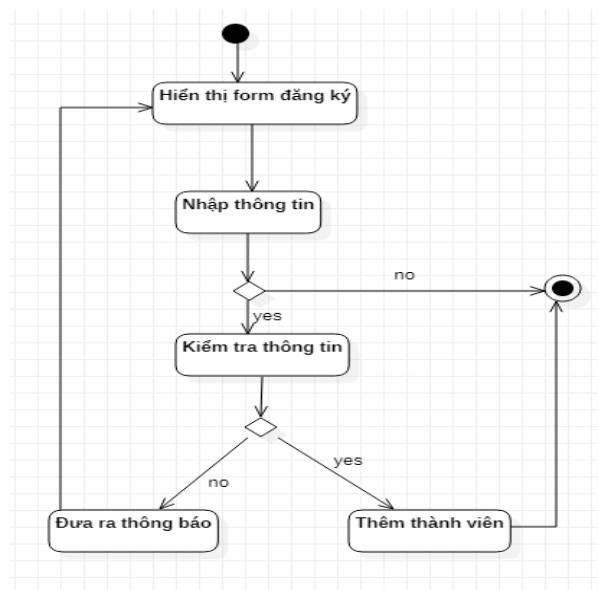 Hiển thị form đăng ký
Nhập thông tin
no
yes
Kiểm tra thông tin
yes
no
Đưa ra thông báo
Thêm thành viên